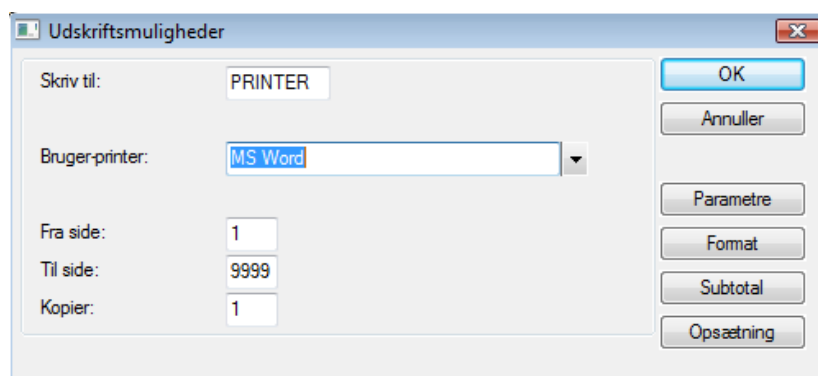 Udskriftsmuligheder
Skriv til: PRINTER
OK
Annuller
Bruger-printer: MS Word
Parametre
Fra side: 1
Format
Til side: 9999
Subtotal
Kopier: 1
Opsætning